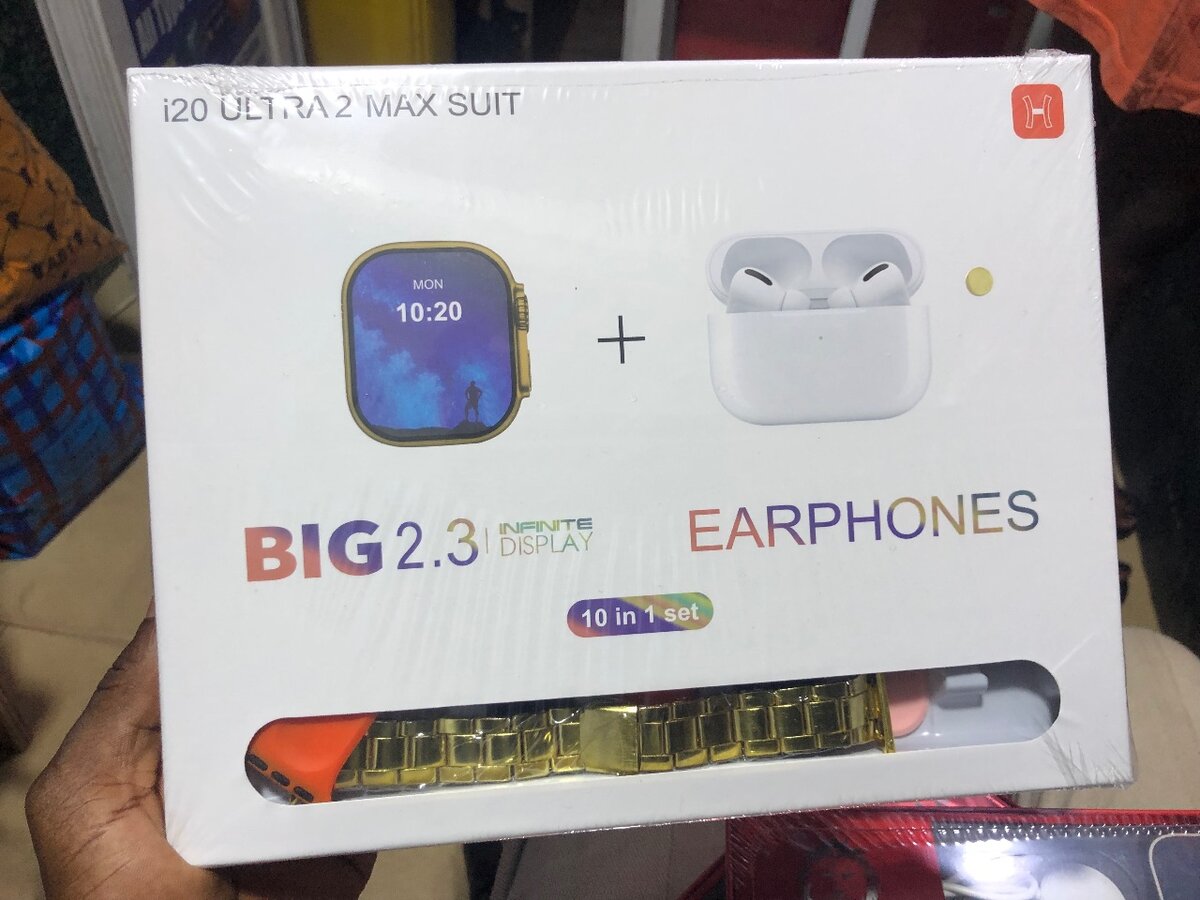 i20 ULTRA 2 MAX SUIT
H
MON
10:20
+
BIG 2.3 | INFINITE
DISPLAY
EARPHONES
10 in 1 set